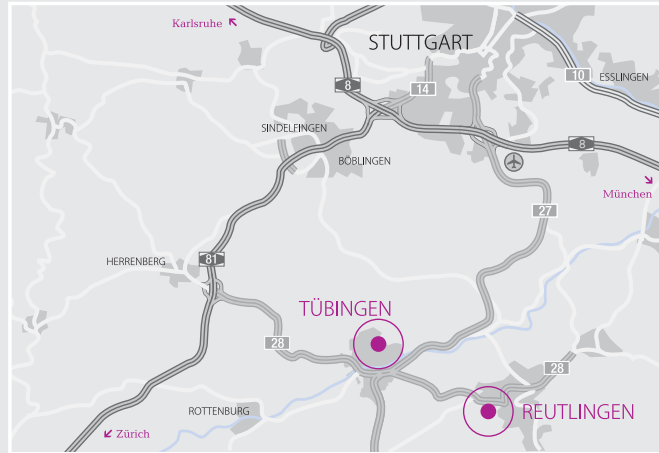 Karlsruhe
STUTTGART
10
ESSLINGEN
8
14
SINDELFINGEN
BÖBLINGEN
8
München
27
HERRENBERG
81
TÜBINGEN
28
28
ROTTENBURG
REUTLINGEN
Zürich